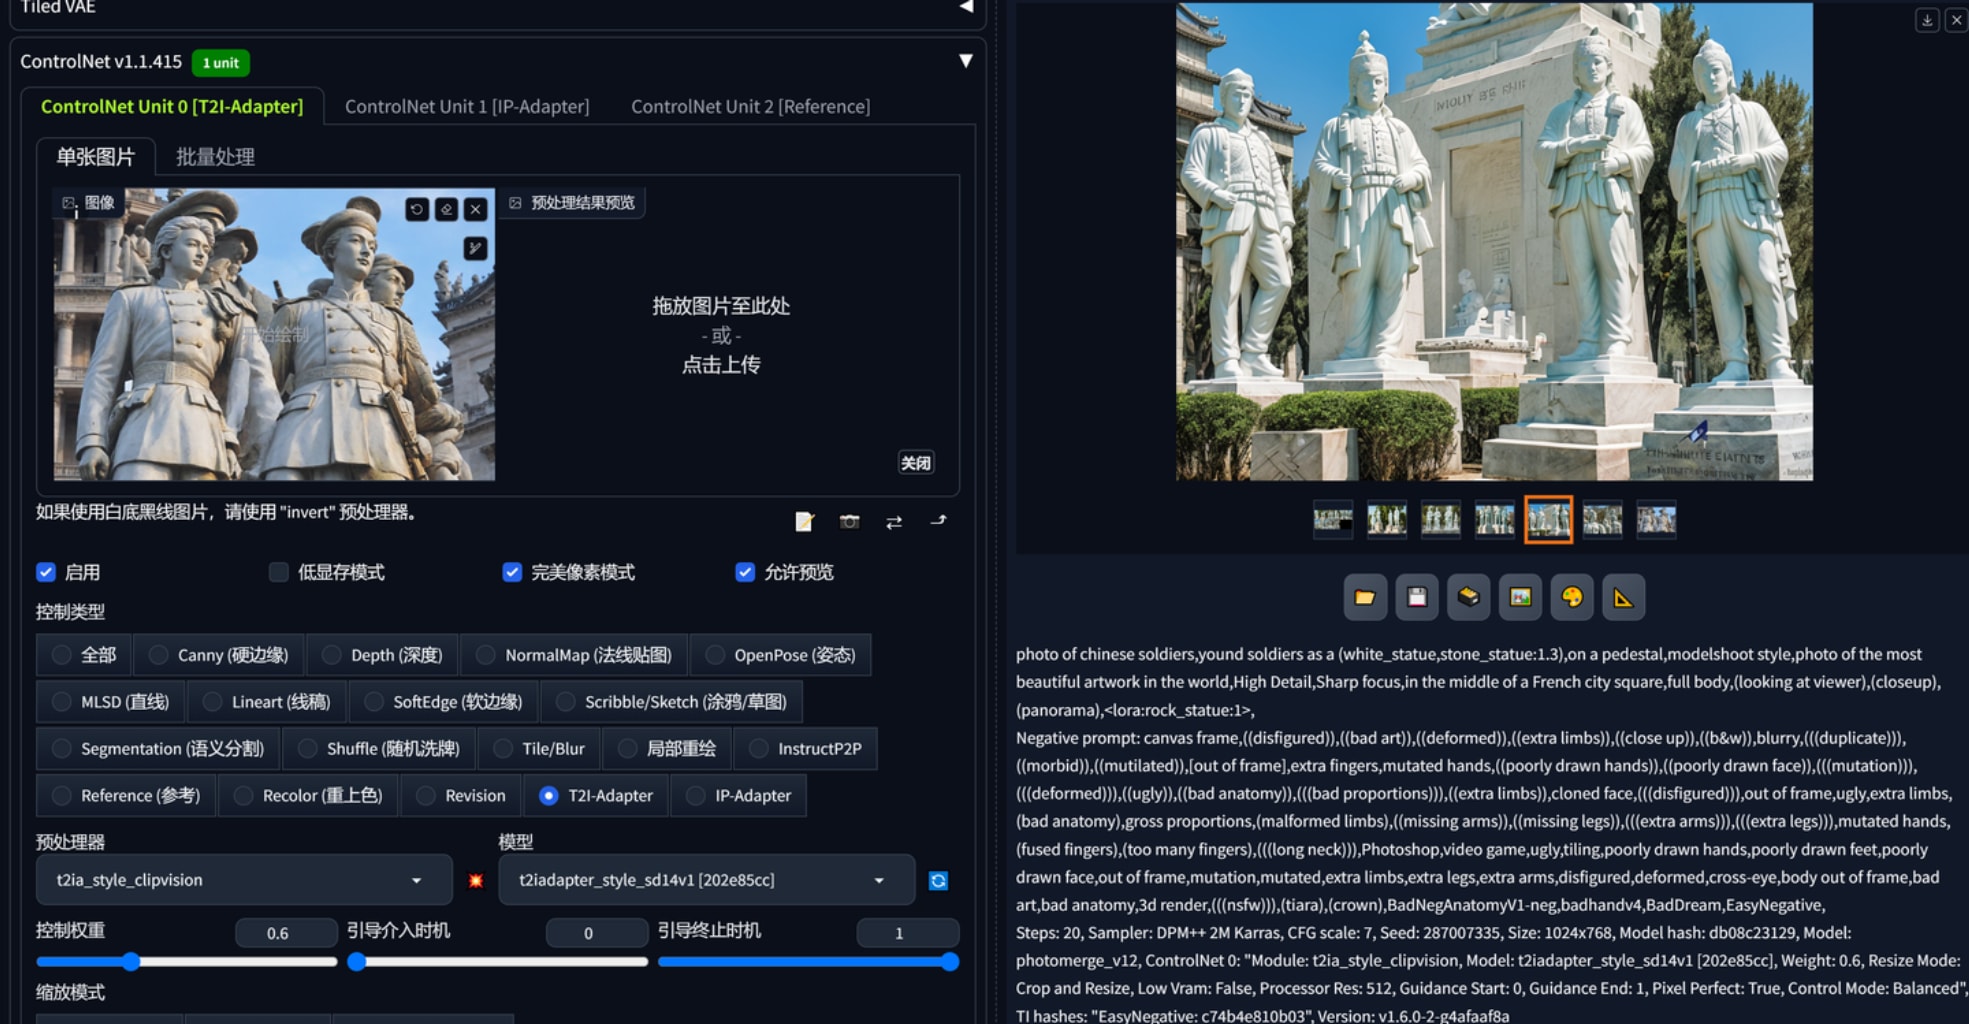 Tiled VAE
ControlNet v1.1.415
1 unit
ControlNet Unit 0 [T2I-Adapter]
ControlNet Unit 1 [IP-Adapter]
ControlNet Unit 2 [Reference]
单张图片
批量处理
图像
预处理结果预览
开始绘制
拖放图片至此处
- 或 -
点击上传
关闭
如果使用白底黑线图片，请使用 "invert" 预处理器。
启用
低显存模式
完美像素模式
允许预览
控制类型
全部
Canny (硬边缘)
Depth (深度)
NormalMap (法线贴图)
OpenPose (姿态)
MLSD (直线)
Lineart (线稿)
SoftEdge (软边缘)
Scribble/Sketch (涂鸦/草图)
Segmentation (语义分割)
Shuffle (随机洗牌)
Tile/Blur
局部重绘
InstructP2P
Reference (参考)
Recolor (重上色)
Revision
T2I-Adapter
IP-Adapter
预处理器
模型
t2ia_style_clipvision
t2iadapter_style_sd14v1 [202e85cc]
控制权重
0.6
引导介入时机
0
引导终止时机
1
缩放模式
photo of chinese soldiers,yound soldiers as a (white_statue,stone_statue:1.3),on a pedestal,modelshoot style,photo of the most
beautiful artwork in the world,High Detail,Sharp focus,in the middle of a French city square,full body,(looking at viewer),(closeup),
(panorama),<lora:rock_statue:1>,
Negative prompt: canvas frame,((disfigured)),((bad art)),((deformed)),((extra limbs)),((close up)),((b&w)),blurry,(((duplicate))),
((morbid)),((mutilated)),[out of frame],extra fingers,mutated hands,((poorly drawn hands)),((poorly drawn face)),(((mutation))),
(((deformed))),((ugly)),((bad anatomy)),(((bad proportions))),((extra limbs)),cloned face,(((disfigured))),out of frame,ugly,extra limbs,
(bad anatomy),gross proportions,(malformed limbs),((missing arms)),((missing legs)),(((extra arms))),(((extra legs))),mutated hands,
(fused fingers),(too many fingers),(((long neck))),Photoshop,video game,ugly,tiling,poorly drawn hands,poorly drawn feet,poorly
drawn face,out of frame,mutation,mutated,extra limbs,extra legs,extra arms,disfigured,deformed,cross-eye,body out of frame,bad
art,bad anatomy,3d render,(((nsfw))),(tiara),(crown),BadNegAnatomyV1-neg,badhandv4,BadDream,EasyNegative,
Steps: 20, Sampler: DPM++ 2M Karras, CFG scale: 7, Seed: 287007335, Size: 1024x768, Model hash: db08c23129, Model:
photomerge_v12, ControlNet 0: "Module: t2ia_style_clipvision, Model: t2iadapter_style_sd14v1 [202e85cc], Weight: 0.6, Resize Mode:
Crop and Resize, Low Vram: False, Processor Res: 512, Guidance Start: 0, Guidance End: 1, Pixel Perfect: True, Control Mode: Balanced",
TI hashes: "EasyNegative: c74b4e810b03", Version: v1.6.0-2-g4afaaf8a